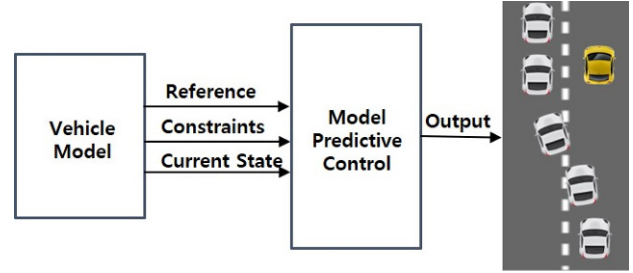 Vehicle
Model
Reference
Constraints
Current State
Model
Predictive
Control
Output